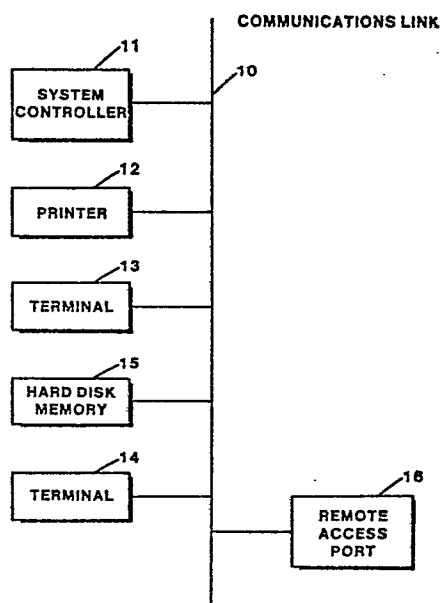 COMMUNICATIONS LINK
11
10
SYSTEM
CONTROLLER
12
PRINTER
13
TERMINAL
15
HARD DISK
MEMORY
14
TERMINAL
16
REMOTE
ACCESS
PORT